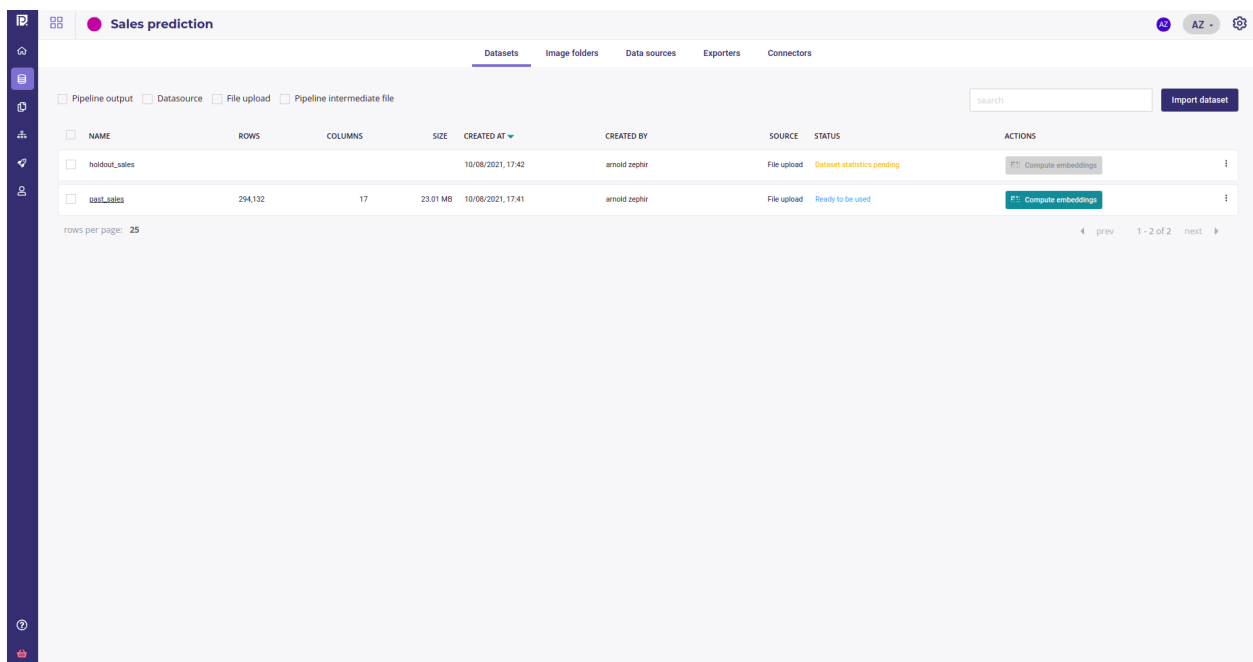 Sales prediction
AZ AZ
Datasets Image folders Data sources Exporters Connectors
Pipeline output Datasource File upload Pipeline intermediate file search Import dataset
NAME ROWS COLUMNS SIZE CREATED AT CREATED BY SOURCE STATUS ACTIONS
holdout_sales 10/08/2021, 17:42 arnold zephir File upload Dataset statistics pending Compute embeddings
past_sales 294,132 17 23.01 MB 10/08/2021, 17:41 arnold zephir File upload Ready to be used Compute embeddings
rows per page: 25 prev 1 - 2 of 2 next